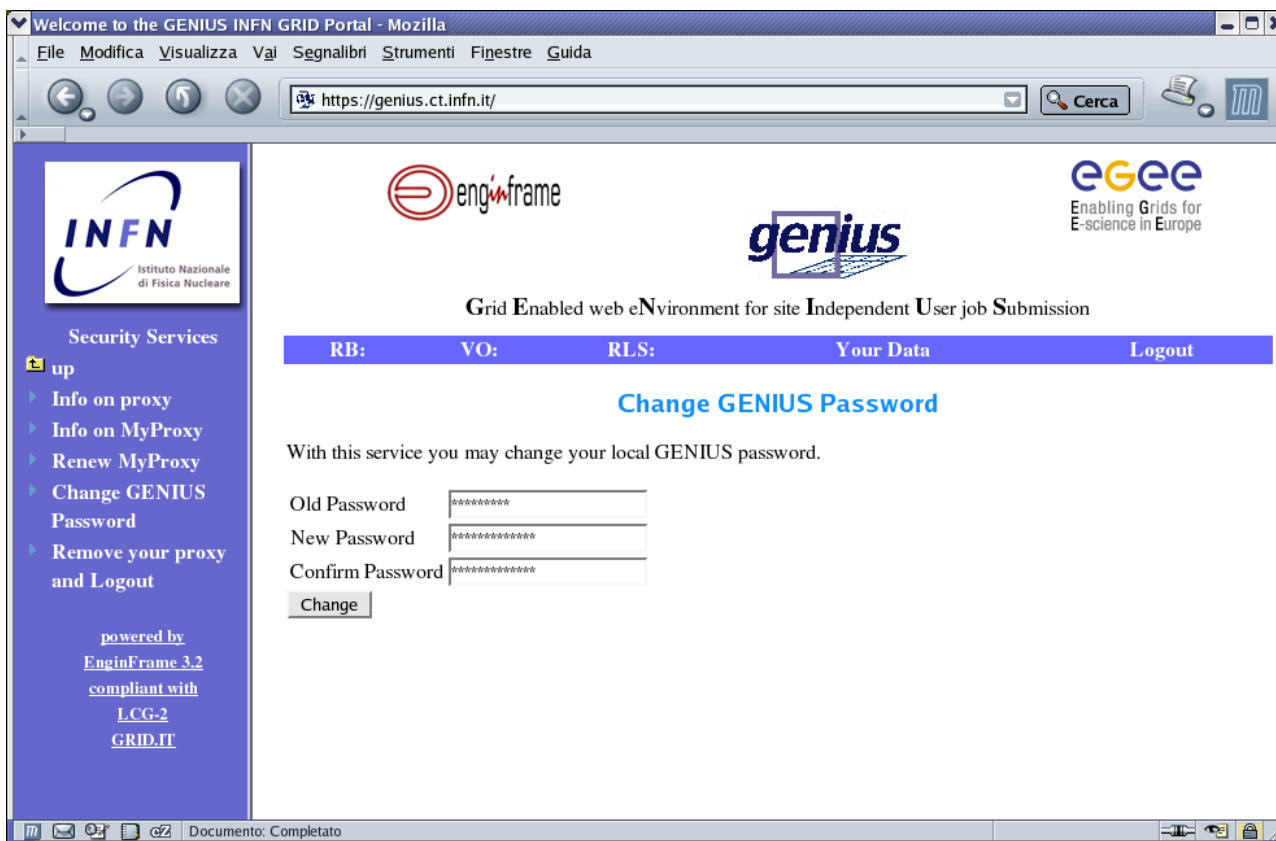 Welcome to the GENIUS INFN GRID Portal - Mozilla
File Modifica Visualizza Vai Segnalibri Strumenti Finestre Guida
https://genius.ct.infn.it/
Cerca
INFN
Istituto Nazionale
di Fisica Nucleare
Security Services
up
Info on proxy
Info on MyProxy
Renew MyProxy
Change GENIUS
Password
Remove your proxy
and Logout
powered by
EnginFrame 3.2
compliant with
LCG-2
GRID.IT
enginframe
genius
egee
Enabling Grids for
E-science in Europe
Grid Enabled web eNvironment for site Independent User job Submission
RB: VO: RLS: Your Data Logout
Change GENIUS Password
With this service you may change your local GENIUS password.
Old Password *********
New Password *************
Confirm Password *************
Change
Documento: Completato